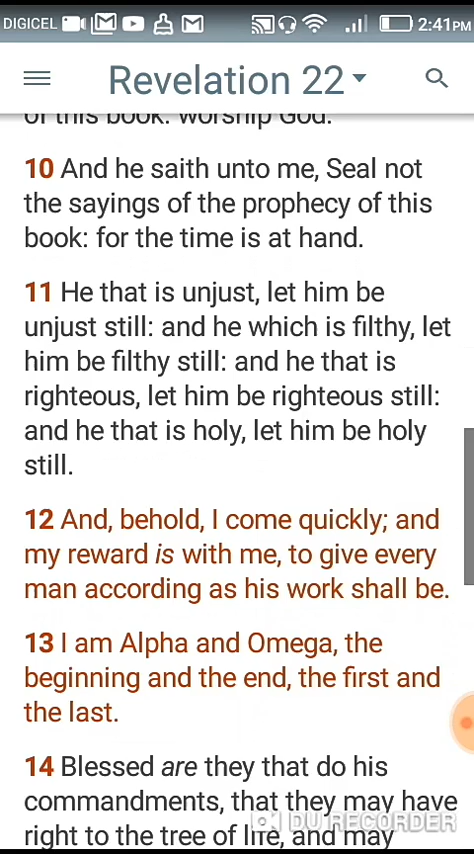 DIGICEL 2:41PM
Revelation 22
of this book: worship God.
10 And he saith unto me, Seal not
the sayings of the prophecy of this
book: for the time is at hand.
11 He that is unjust, let him be
unjust still: and he which is filthy, let
him be filthy still: and he that is
righteous, let him be righteous still:
and he that is holy, let him be holy
still.
12 And, behold, I come quickly; and
my reward is with me, to give every
man according as his work shall be.
13 I am Alpha and Omega, the
beginning and the end, the first and
the last.
14 Blessed are they that do his
commandments, that they may have
DU RECORDER
right to the tree of life, and may